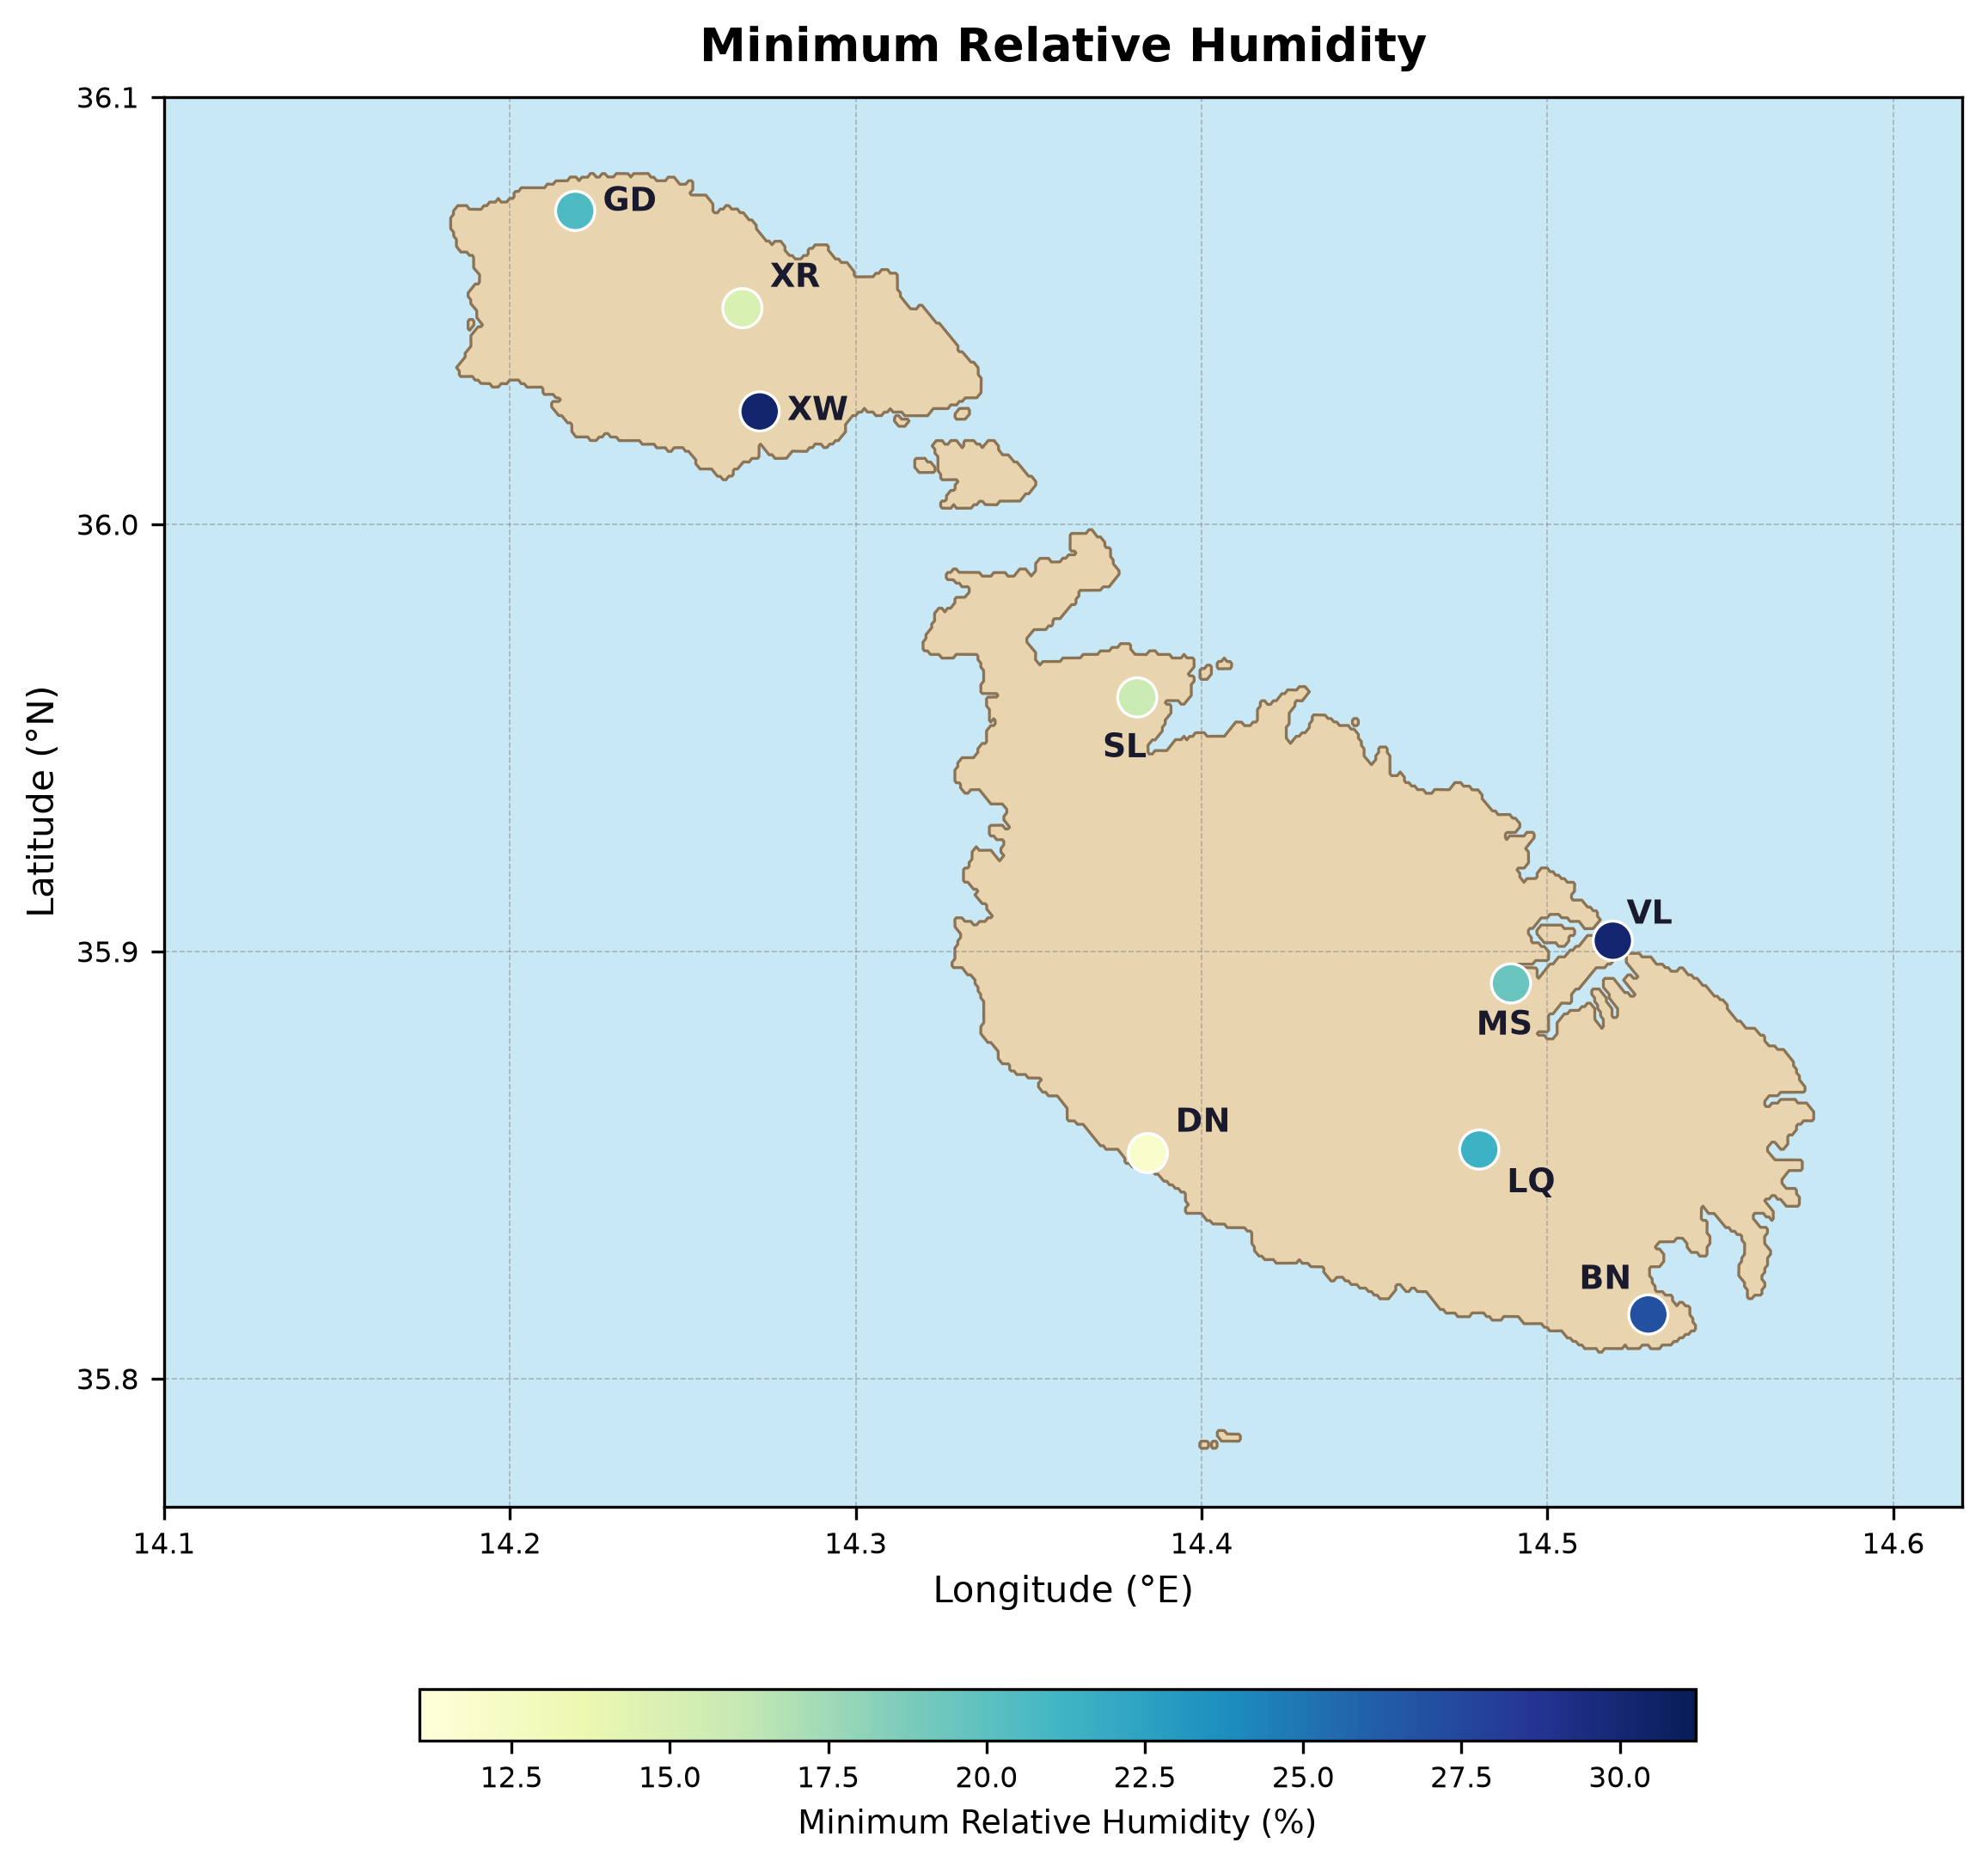 Minimum Relative Humidity
36.1
36.0
35.9
35.8
Latitude (°N)
GD
XR
XW
SL
VL
MS
DN
LQ
BN
14.1 14.2 14.3 14.4 14.5 14.6
Longitude (°E)
12.5 15.0 17.5 20.0 22.5 25.0 27.5 30.0
Minimum Relative Humidity (%)